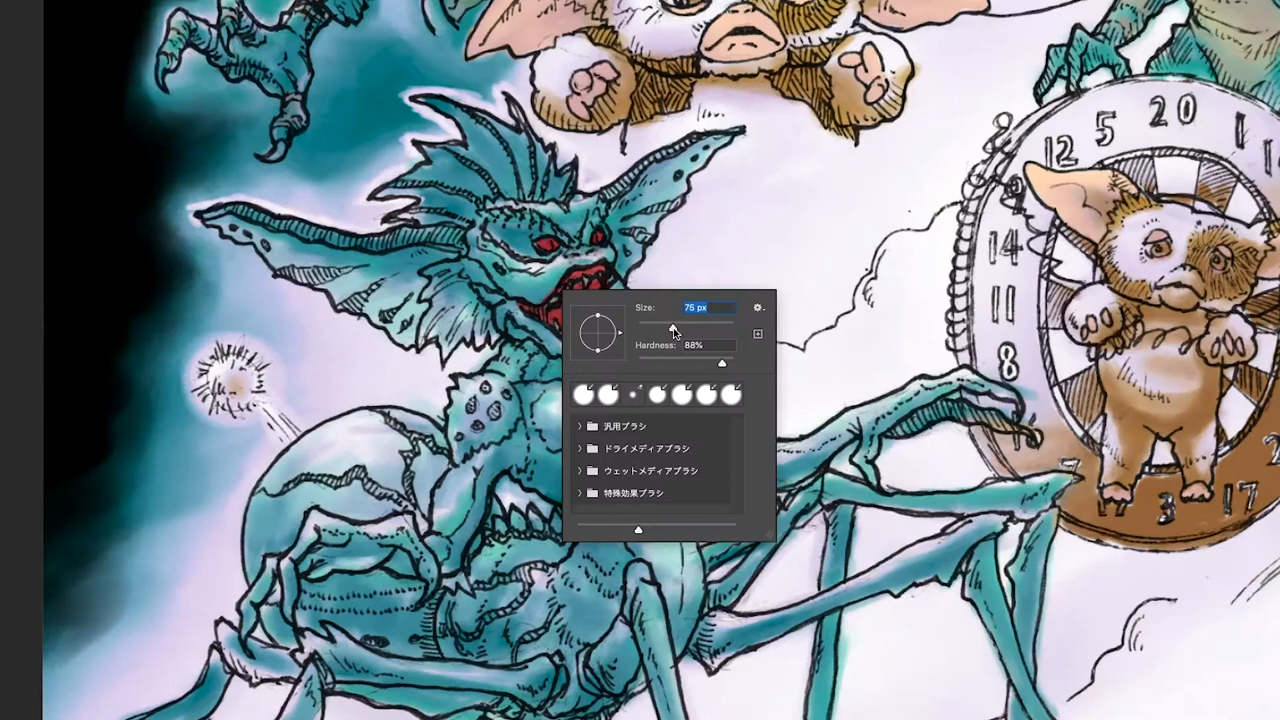 20
5
1
12
14
11
8
Size: 75 px
Hardness: 88%
汎用ブラシ
ドライメディアブラシ
ウェットメディアブラシ
特殊効果ブラシ
3
17